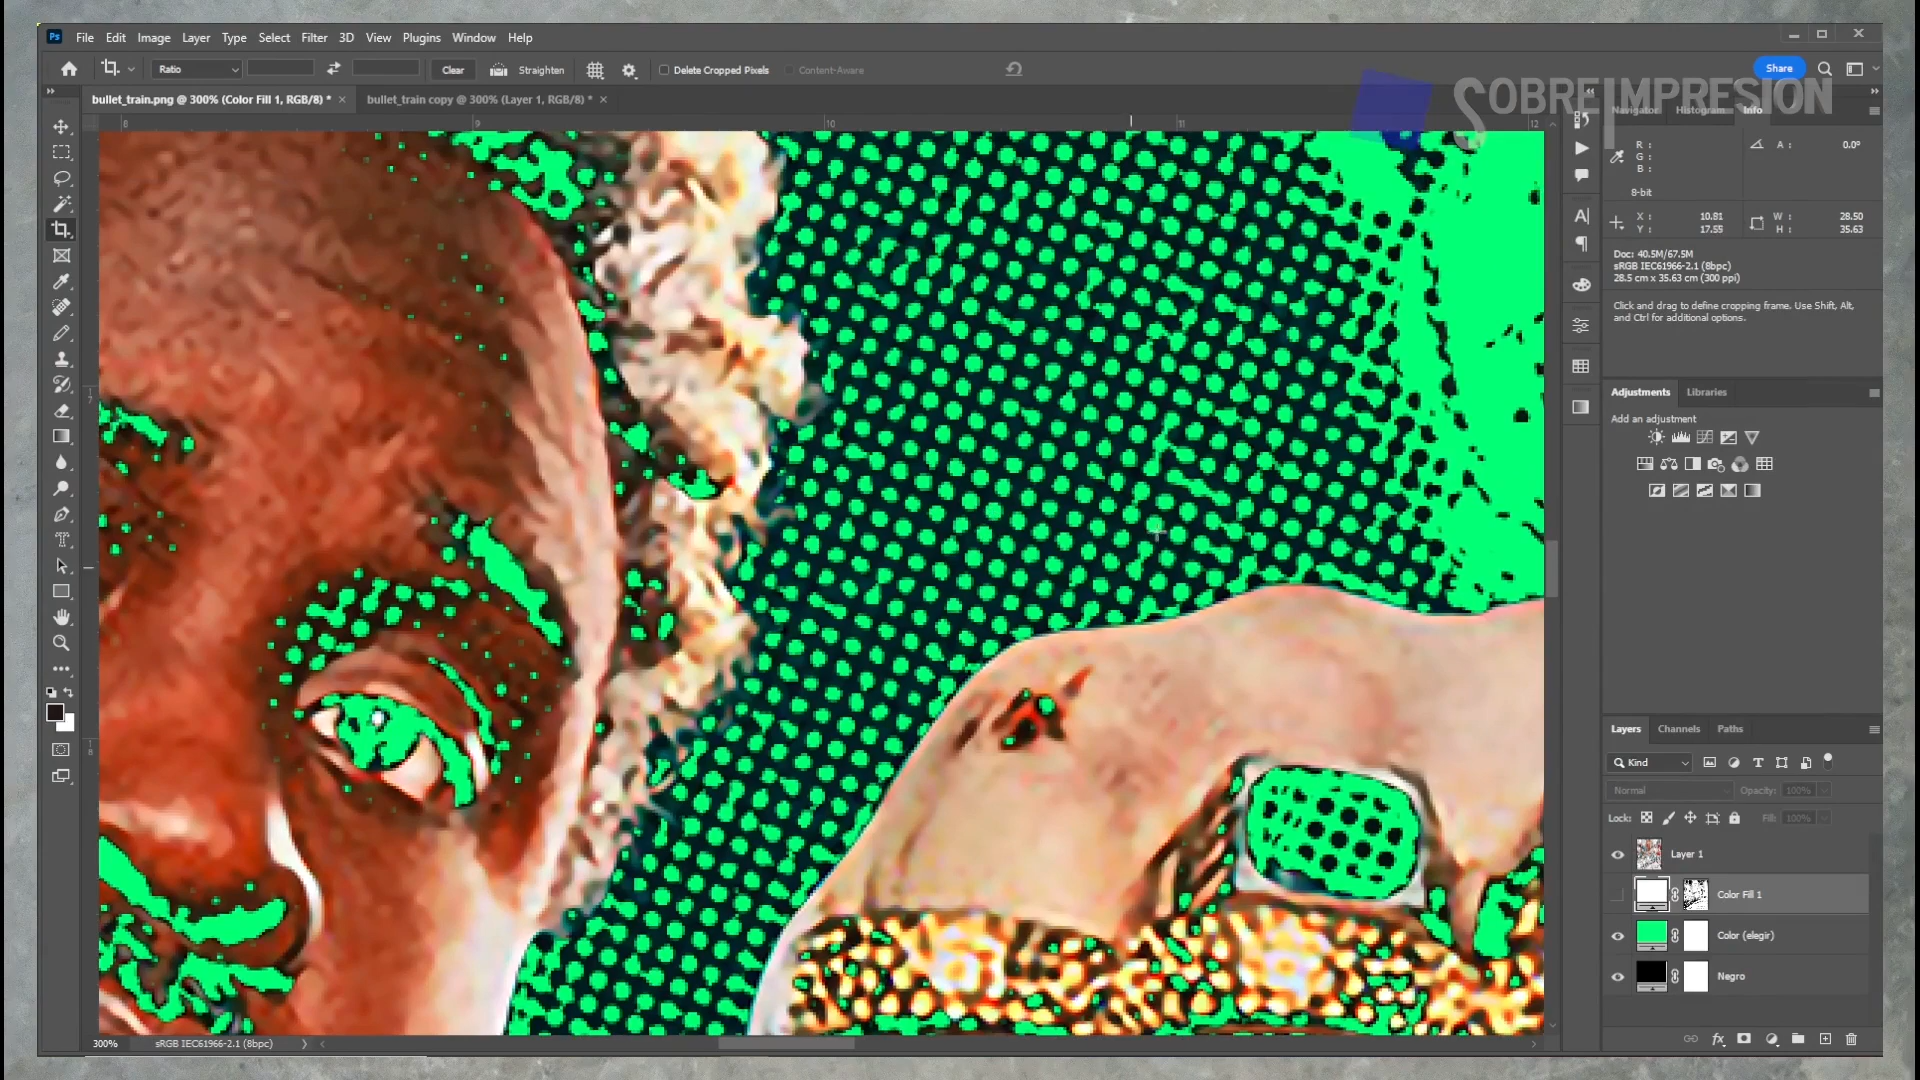 Ps File Edit Image Layer Type Select Filter 3D View Plugins Window Help
Ratio Clear Straighten Delete Cropped Pixels Content-Aware Share
SOBREIMPRESION
bullet_train.png @ 300% (Color Fill 1, RGB/8) * × bullet_train copy @ 300% (Layer 1, RGB/8) * ×
Navigator Histogram Info
8 9 10 11 12
R :
G :
B :
A : 0.0°
8-bit
X : 10.81
Y : 17.55
W : 28.50
H : 35.63
Doc: 40.5M/67.5M
sRGB IEC61966-2.1 (8bpc)
28.5 cm x 35.63 cm (300 ppi)
Click and drag to define cropping frame. Use Shift, Alt,
and Ctrl for additional options.
Adjustments Libraries
Add an adjustment
Layers Channels Paths
Kind
Normal Opacity: 100%
Lock: Fill: 100%
Layer 1
Color Fill 1
Color (elegir)
Negro
300% sRGB IEC61966-2.1 (8bpc)